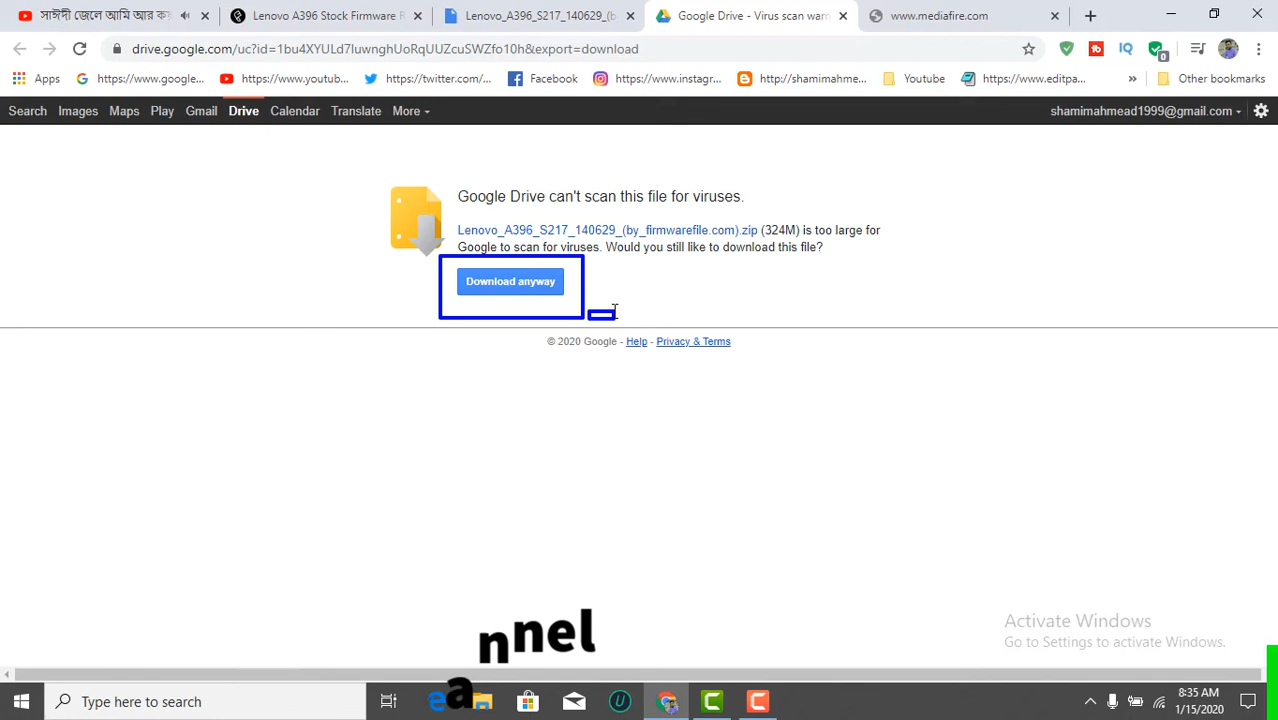 সাঈদী জেলে আমি আর কয়
Lenovo A396 Stock Firmware R
Lenovo_A396_S217_140629_(b
Google Drive - Virus scan warn
www.mediafire.com
drive.google.com/uc?id=1bu4XYULd7IuwnghUoRqUUZcuSWZfo10h&export=download
Apps
https://www.google...
https://www.youtub...
https://twitter.com/...
Facebook
https://www.instagr...
http://shamimahme...
Youtube
https://www.editpa...
Other bookmarks
Search Images Maps Play Gmail Drive Calendar Translate More
shamimahmead1999@gmail.com
Google Drive can't scan this file for viruses.
Lenovo_A396_S217_140629_(by_firmwarefile.com).zip (324M) is too large for
Google to scan for viruses. Would you still like to download this file?
Download anyway
© 2020 Google - Help - Privacy & Terms
Activate Windows
Go to Settings to activate Windows.
nnel
a
Type here to search
8:35 AM
1/15/2020